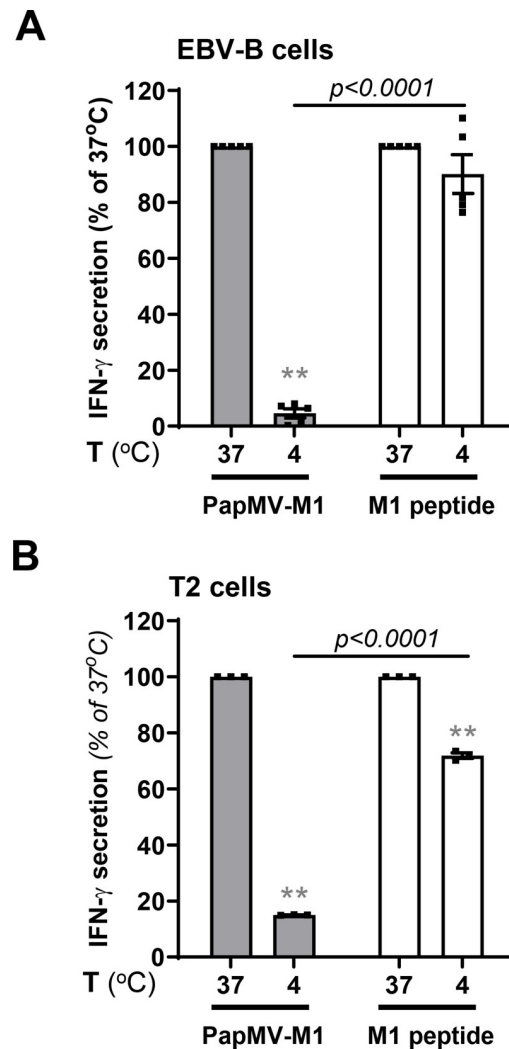 A
EBV-B cells
p<0.0001
IFN-γ secretion (% of 37°C)
120
100
80
60
40
20
0
**
T (°C)
37 4 37 4
PapMV-M1 M1 peptide
B
T2 cells
p<0.0001
IFN-γ secretion (% of 37°C)
120
100
80
60
40
20
0
**
**
T (°C)
37 4 37 4
PapMV-M1 M1 peptide